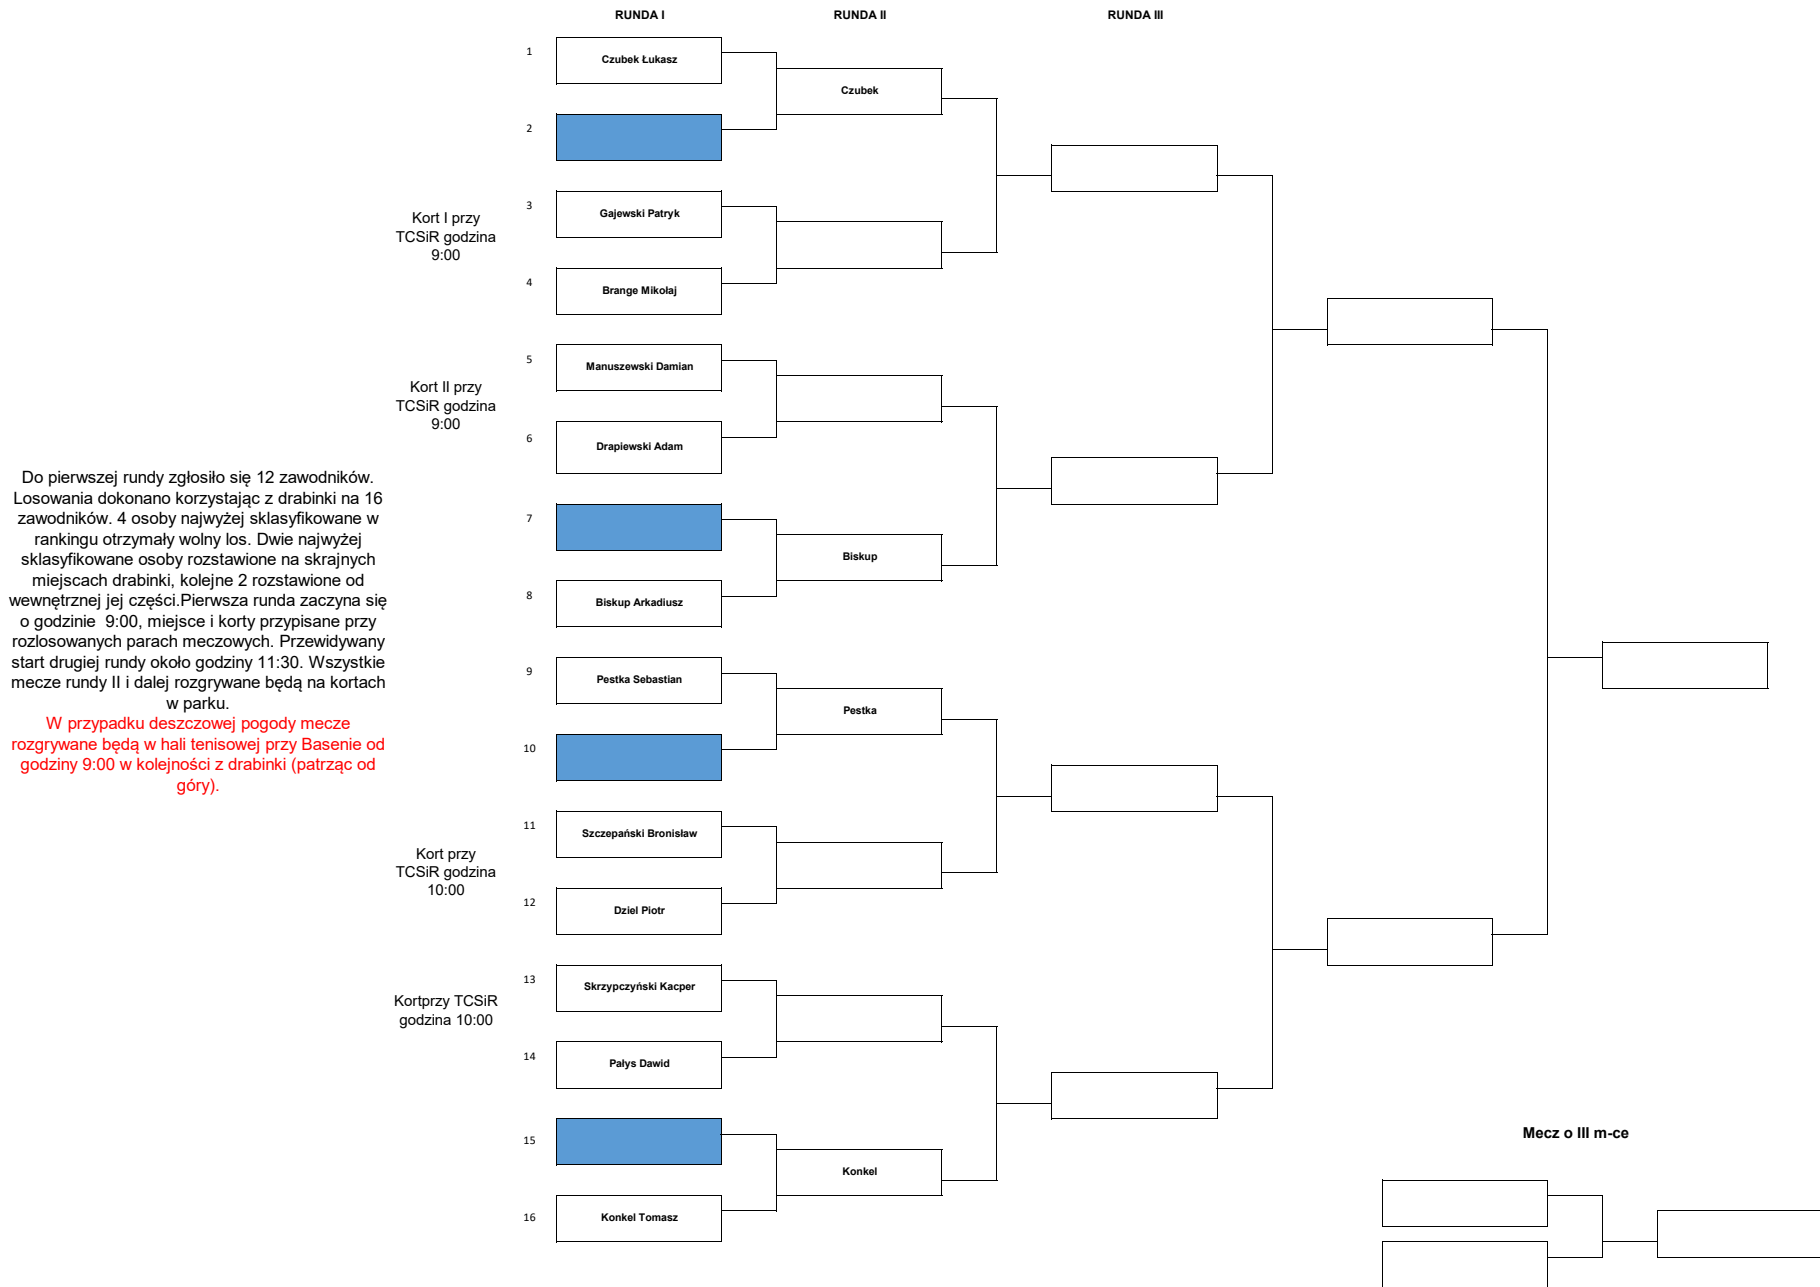 RUNDA I
RUNDA II
RUNDA III
1
Czubek Łukasz
Czubek
2
3
Gajewski Patryk
Kort I przy
TCSiR godzina
9:00
4
Brange Mikołaj
5
Manuszewski Damian
Kort II przy
TCSiR godzina
9:00
6
Drapiewski Adam
Do pierwszej rundy zgłosiło się 12 zawodników.
Losowania dokonano korzystając z drabinki na 16
zawodników. 4 osoby najwyżej sklasyfikowane w
rankingu otrzymały wolny los. Dwie najwyżej
sklasyfikowane osoby rozstawione na skrajnych
miejscach drabinki, kolejne 2 rozstawione od
wewnętrznej jej części.Pierwsza runda zaczyna się
o godzinie  9:00, miejsce i korty przypisane przy
rozlosowanych parach meczowych. Przewidywany
start drugiej rundy około godziny 11:30. Wszystkie
mecze rundy II i dalej rozgrywane będą na kortach
w parku.
W przypadku deszczowej pogody mecze
rozgrywane będą w hali tenisowej przy Basenie od
godziny 9:00 w kolejności z drabinki (patrząc od
góry).
7
Biskup
8
Biskup Arkadiusz
9
Pestka Sebastian
Pestka
10
11
Szczepański Bronisław
Kort przy
TCSiR godzina
10:00
12
Dziel Piotr
13
Skrzypczyński Kacper
Kortprzy TCSiR
godzina 10:00
14
Pałys Dawid
15
Konkel
16
Konkel Tomasz
Mecz o III m-ce